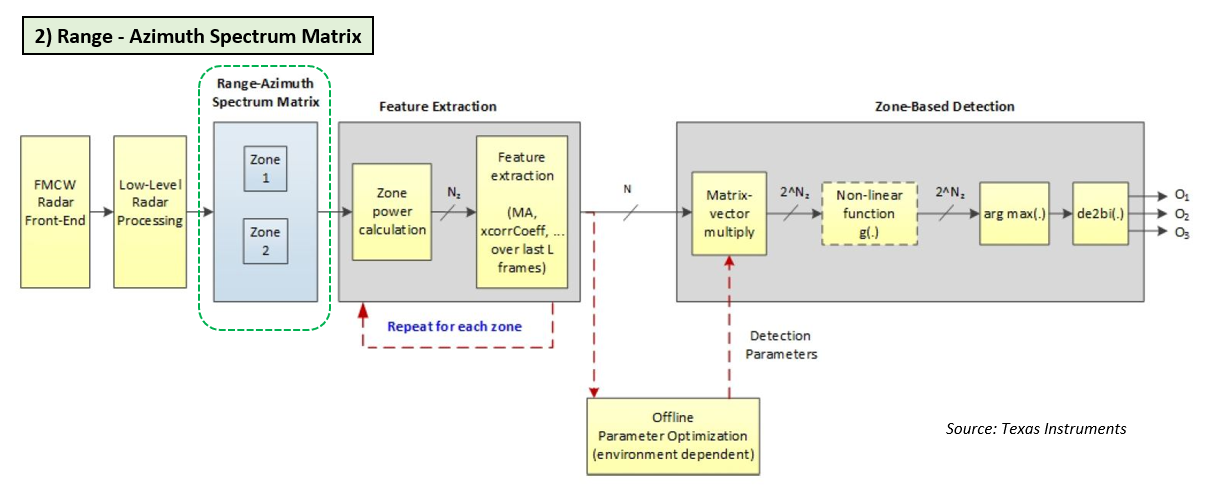 2) Range - Azimuth Spectrum Matrix
Range-Azimuth
Spectrum Matrix
Feature Extraction
Zone-Based Detection
FMCW
Radar
Front-End
Low-Level
Radar
Processing
Zone
1
Zone
2
Zone
power
calculation
N_z
Feature
extraction
(MA,
xcorrCoeff, ...
over last L
frames)
Repeat for each zone
N
Matrix-
vector
multiply
2^N_z
Non-linear
function
g(.)
2^N_z
arg max(.)
de2bi(.)
O₁
O₂
O₃
Detection
Parameters
Offline
Parameter Optimization
(environment dependent)
Source: Texas Instruments